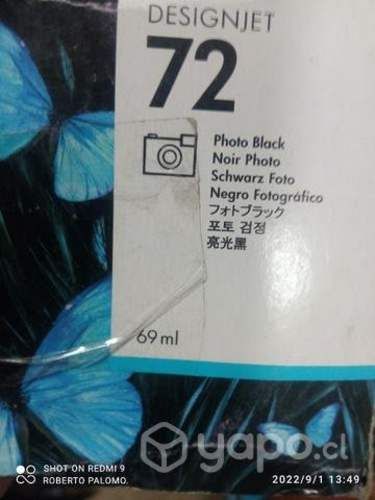 DESIGNJET
72
Photo Black
Noir Photo
Schwarz Foto
Negro Fotográfico
フォトブラック
포토 검정
亮光黑
69 ml
yapo.cl
SHOT ON REDMI 9
ROBERTO PALOMO.
2022/9/1 13:49